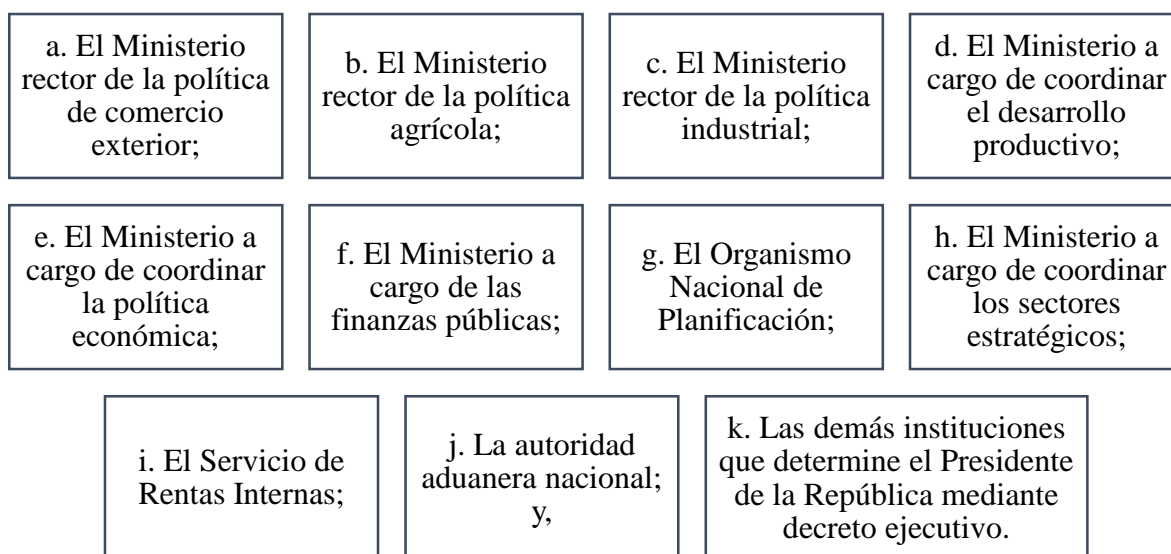 a. El Ministerio
rector de la política
de comercio
exterior;
b. El Ministerio
rector de la política
agrícola;
c. El Ministerio
rector de la política
industrial;
d. El Ministerio a
cargo de coordinar
el desarrollo
productivo;
e. El Ministerio a
cargo de coordinar
la política
económica;
f. El Ministerio a
cargo de las
finanzas públicas;
g. El Organismo
Nacional de
Planificación;
h. El Ministerio a
cargo de coordinar
los sectores
estratégicos;
i. El Servicio de
Rentas Internas;
j. La autoridad
aduanera nacional;
y,
k. Las demás instituciones
que determine el Presidente
de la República mediante
decreto ejecutivo.